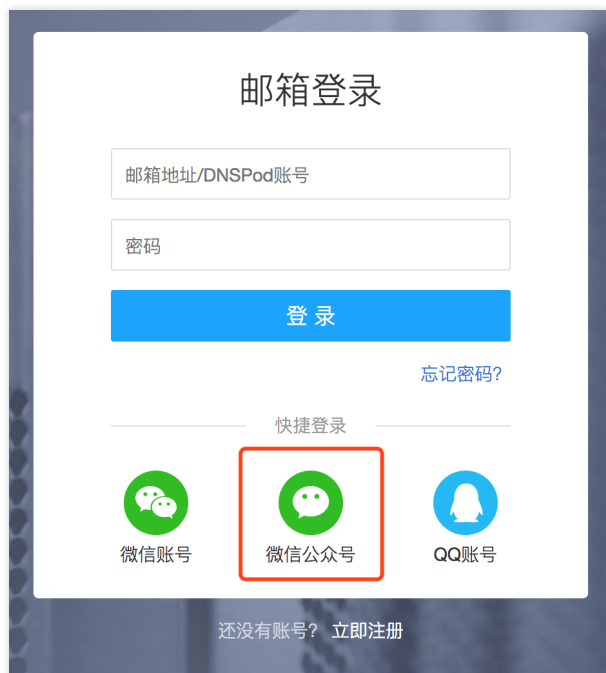 邮箱登录
邮箱地址/DNSPod账号
密码
登 录
忘记密码?
快捷登录
微信账号 微信公众号 QQ账号
还没有账号? 立即注册